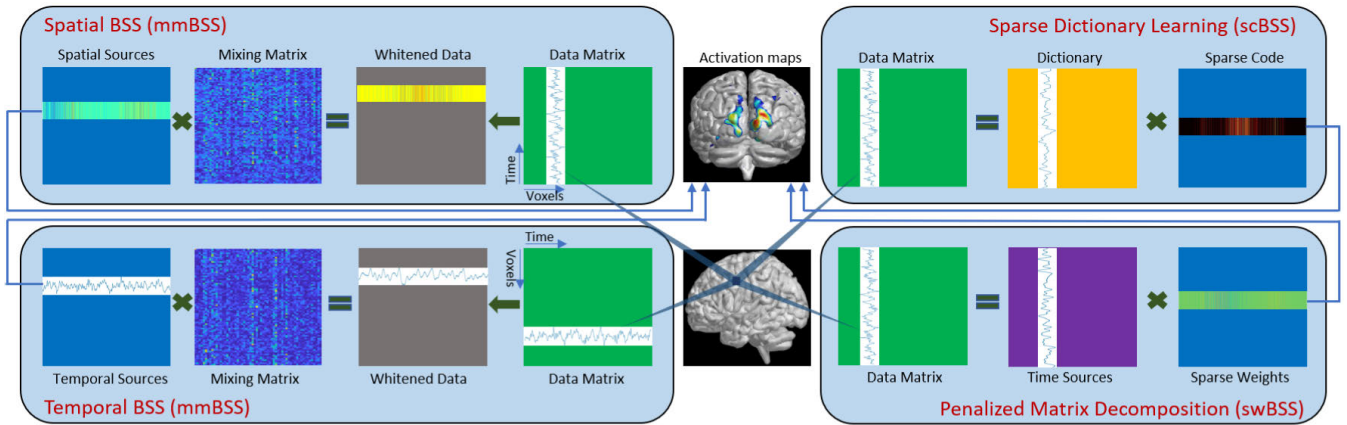 Spatial BSS (mmBSS)
Spatial Sources
Mixing Matrix
Whitened Data
Data Matrix
Time
Voxels
Activation maps
Sparse Dictionary Learning (scBSS)
Data Matrix
Dictionary
Sparse Code
Time
Voxels
Temporal Sources
Mixing Matrix
Whitened Data
Data Matrix
Temporal BSS (mmBSS)
Data Matrix
Time Sources
Sparse Weights
Penalized Matrix Decomposition (swBSS)